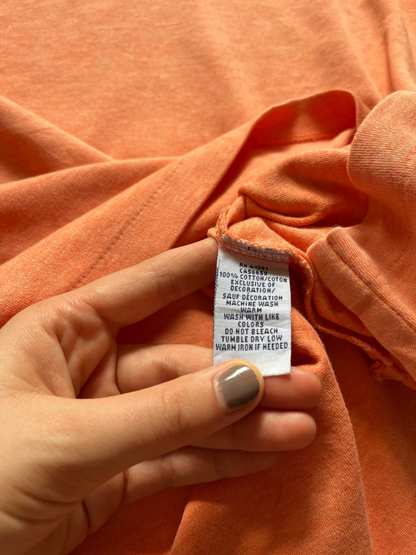 RN 41381
CA56858
100% COTTON/COTON
EXCLUSIVE OF
DECORATION/
SAUF DÉCORATION
MACHINE WASH
WARM
WASH WITH LIKE
COLORS
DO NOT BLEACH
TUMBLE DRY LOW
WARM IRON IF NEEDED